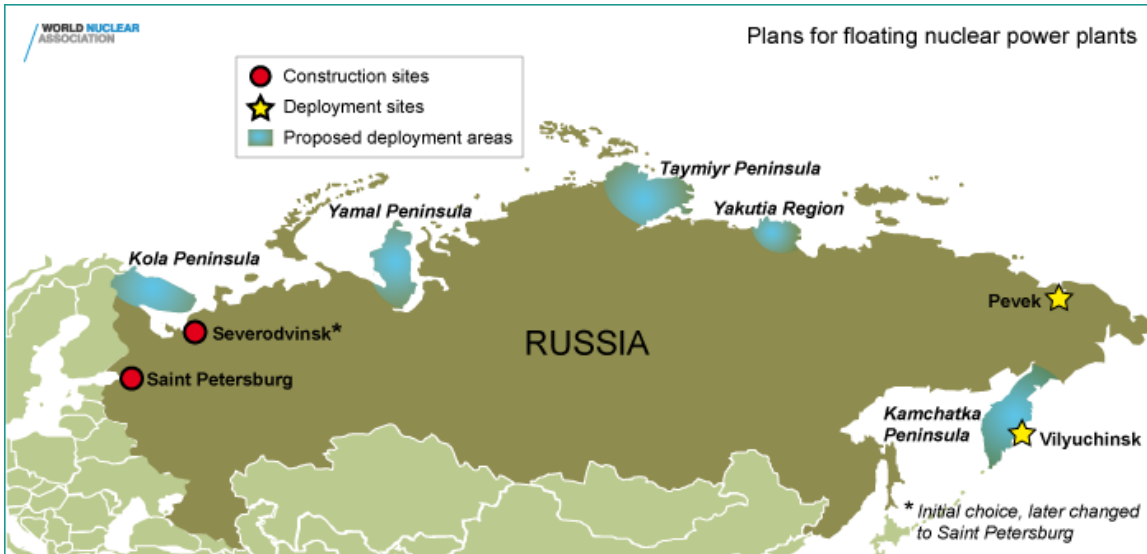 WORLD NUCLEAR
ASSOCIATION
Plans for floating nuclear power plants
Construction sites
Deployment sites
Proposed deployment areas
Taymiyr Peninsula
Yamal Peninsula
Yakutia Region
Kola Peninsula
Pevek
Severodvinsk*
RUSSIA
Saint Petersburg
Kamchatka
Peninsula
Vilyuchinsk
* Initial choice, later changed
to Saint Petersburg